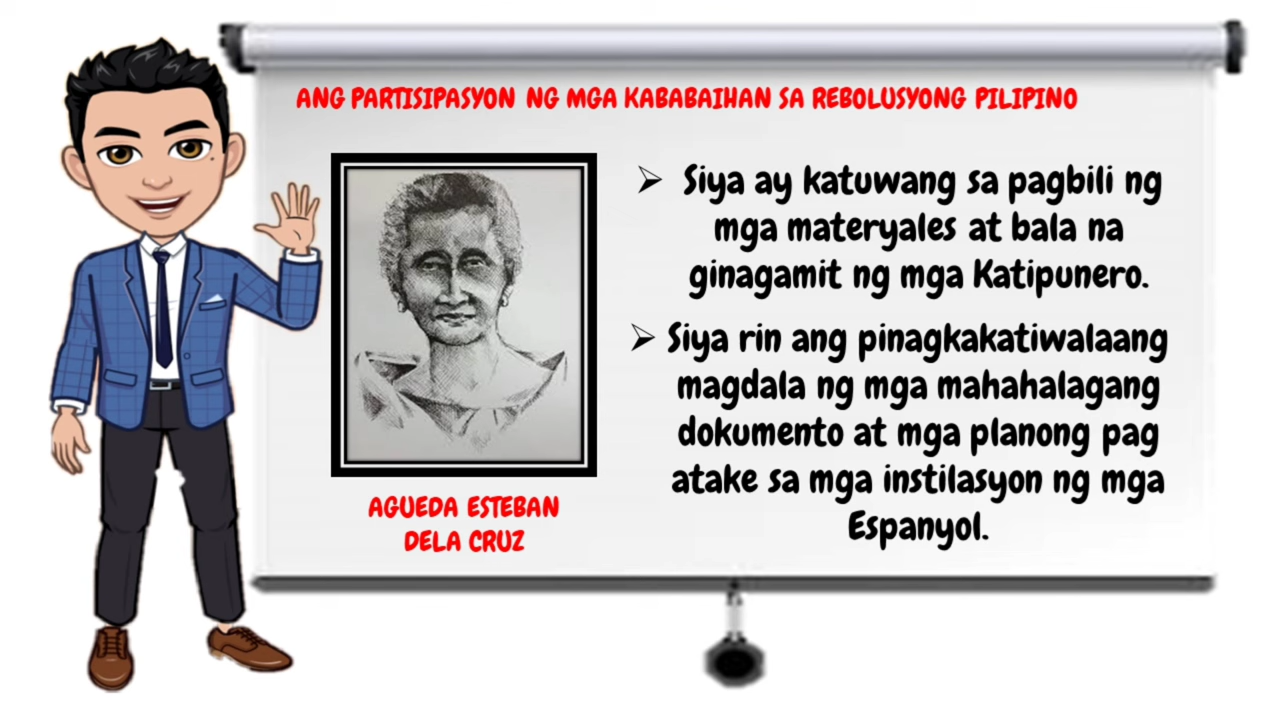 ANG PARTISIPASYON NG MGA KABABAIHAN SA REBOLUSYONG PILIPINO
➢ Siya ay katuwang sa pagbili ng
mga materyales at bala na
ginagamit ng mga Katipunero.
➢ Siya rin ang pinagkakatiwalaang
magdala ng mga mahahalagang
dokumento at mga planong pag
atake sa mga instilasyon ng mga
Espanyol.
AGUEDA ESTEBAN
DELA CRUZ